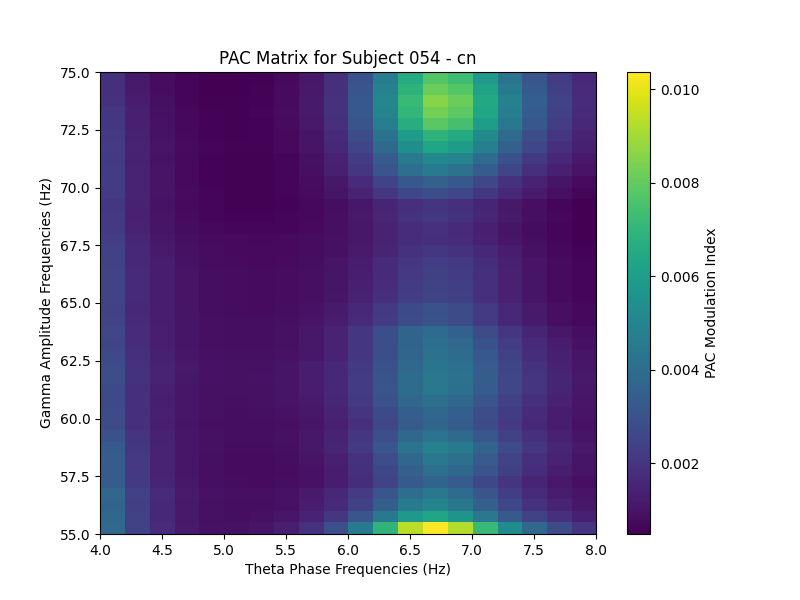 PAC Matrix for Subject 054 - cn
75.0
72.5
70.0
67.5
65.0
62.5
60.0
57.5
55.0
Gamma Amplitude Frequencies (Hz)
4.0 4.5 5.0 5.5 6.0 6.5 7.0 7.5 8.0
Theta Phase Frequencies (Hz)
0.010
0.008
0.006
0.004
0.002
PAC Modulation Index